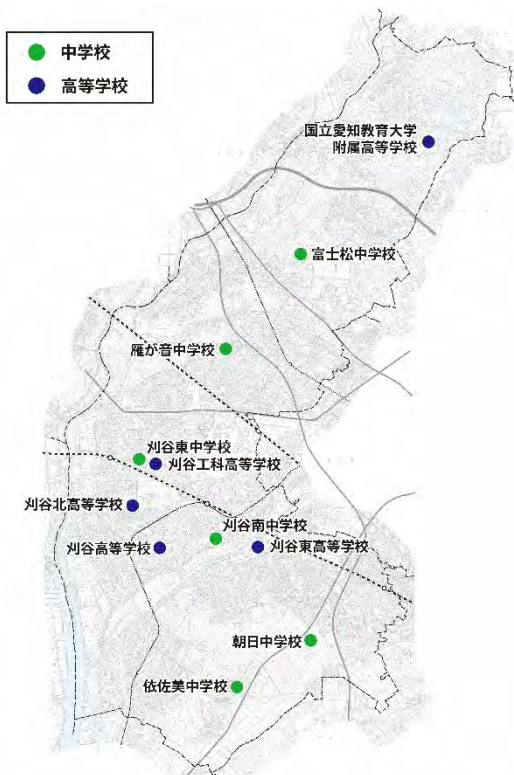 中学校
高等学校
国立愛知教育大学
附属高等学校
富士松中学校
雁が音中学校
刈谷東中学校
刈谷工科高等学校
刈谷北高等学校
刈谷南中学校
刈谷高等学校
刈谷東高等学校
朝日中学校
依佐美中学校